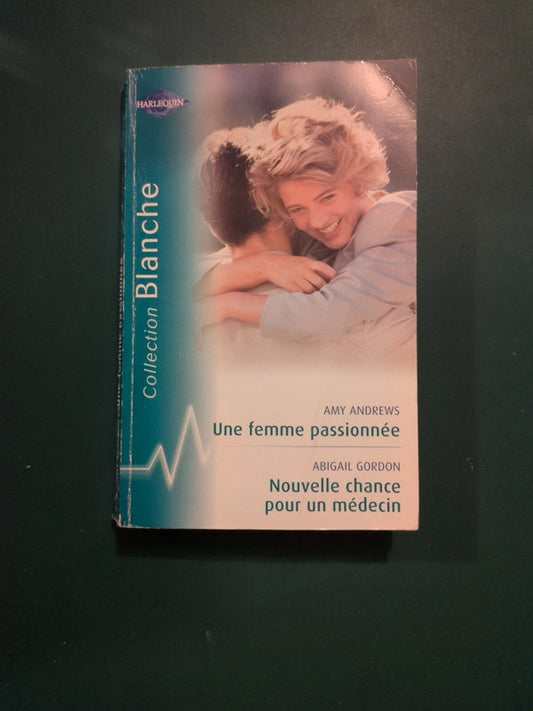 HARLEQUIN
Collection Blanche
AMY ANDREWS
Une femme passionnée
ABIGAIL GORDON
Nouvelle chance
pour un médecin